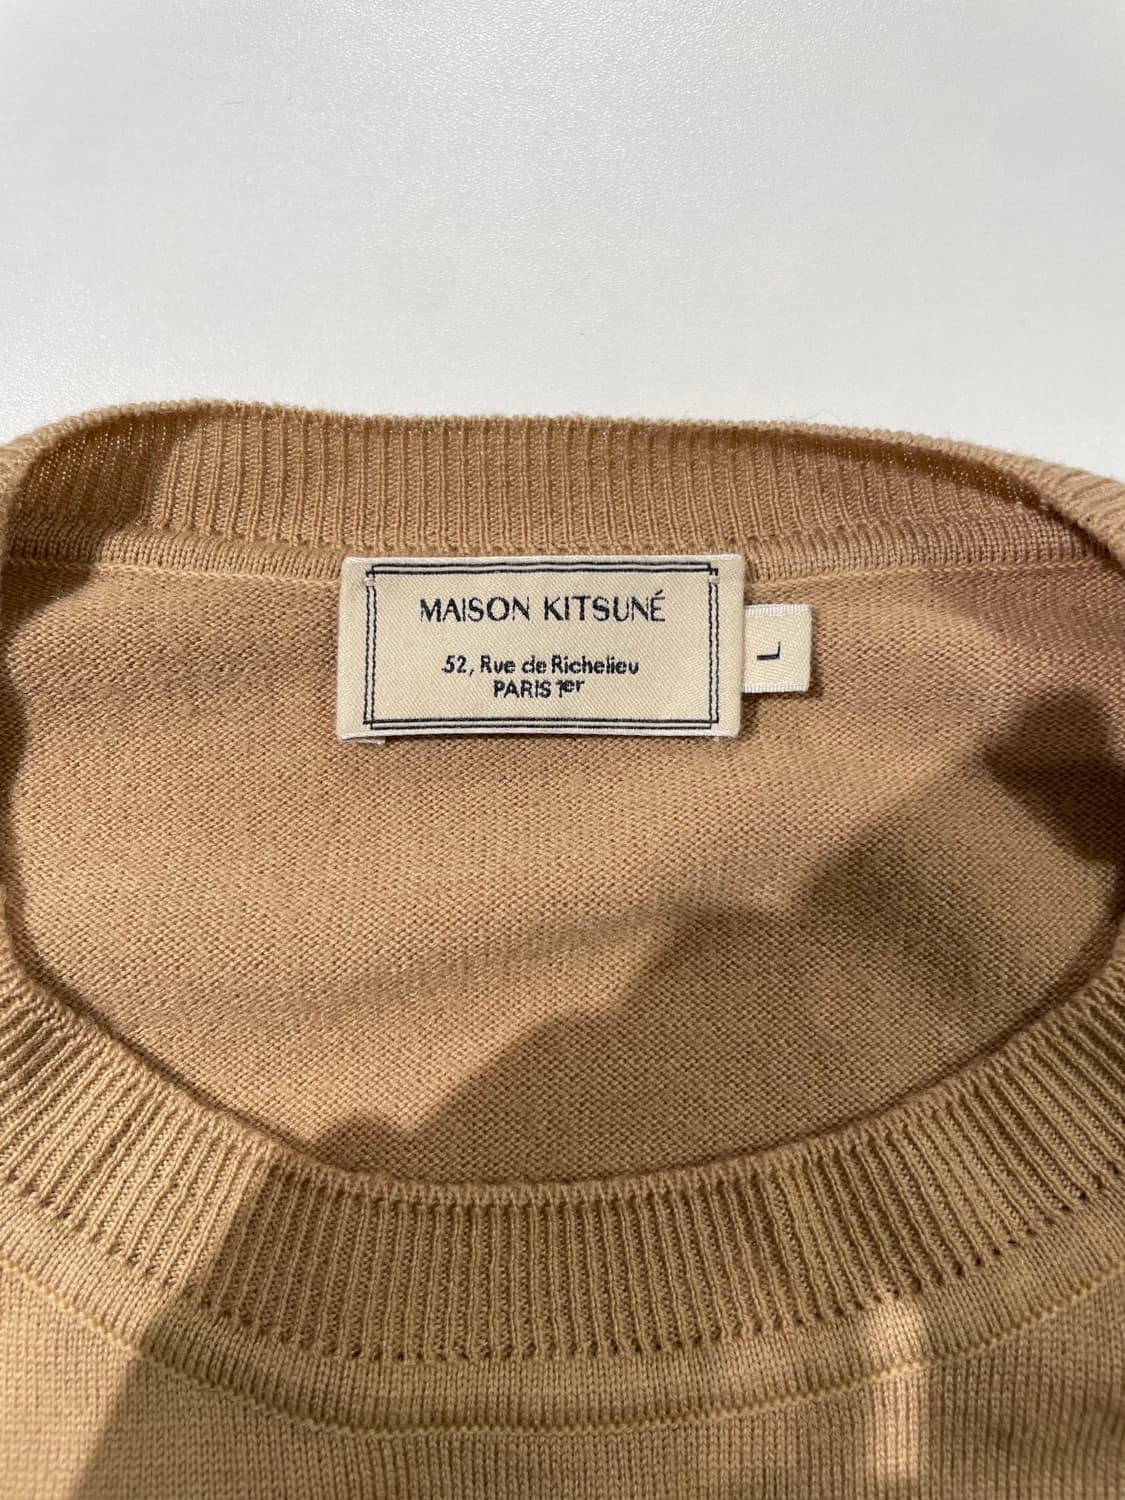 MAISON KITSUNÉ
52, Rue de Richelieu
PARIS 1er
L